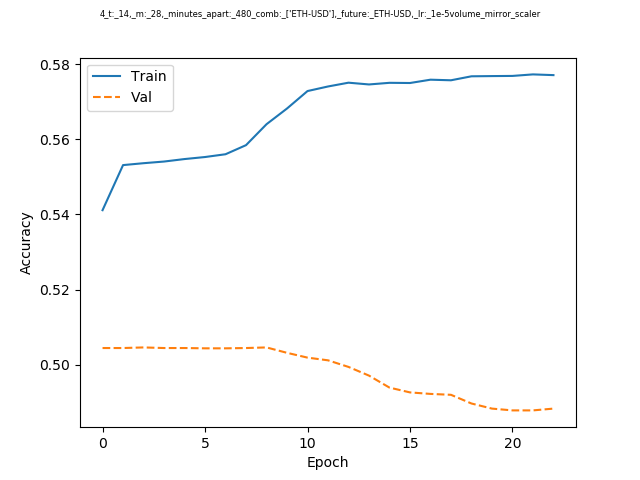 4_t:_14,_m:_28,_minutes_apart:_480_comb:_['ETH-USD'],_future:_ETH-USD,_lr:_1e-5volume_mirror_scaler
0.58
0.56
0.54
0.52
0.50
Accuracy
Train
Val
0 5 10 15 20
Epoch